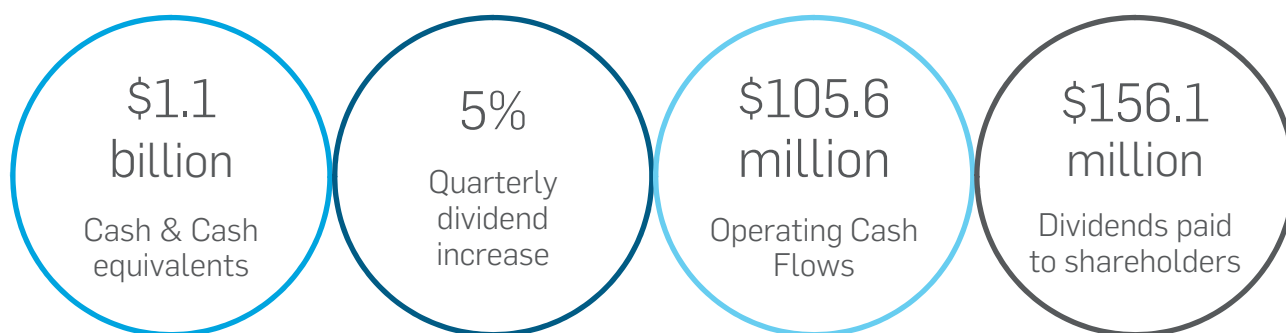 $1.1
billion
Cash & Cash
equivalents
5%
Quarterly
dividend
increase
$105.6
million
Operating Cash
Flows
$156.1
million
Dividends paid
to shareholders